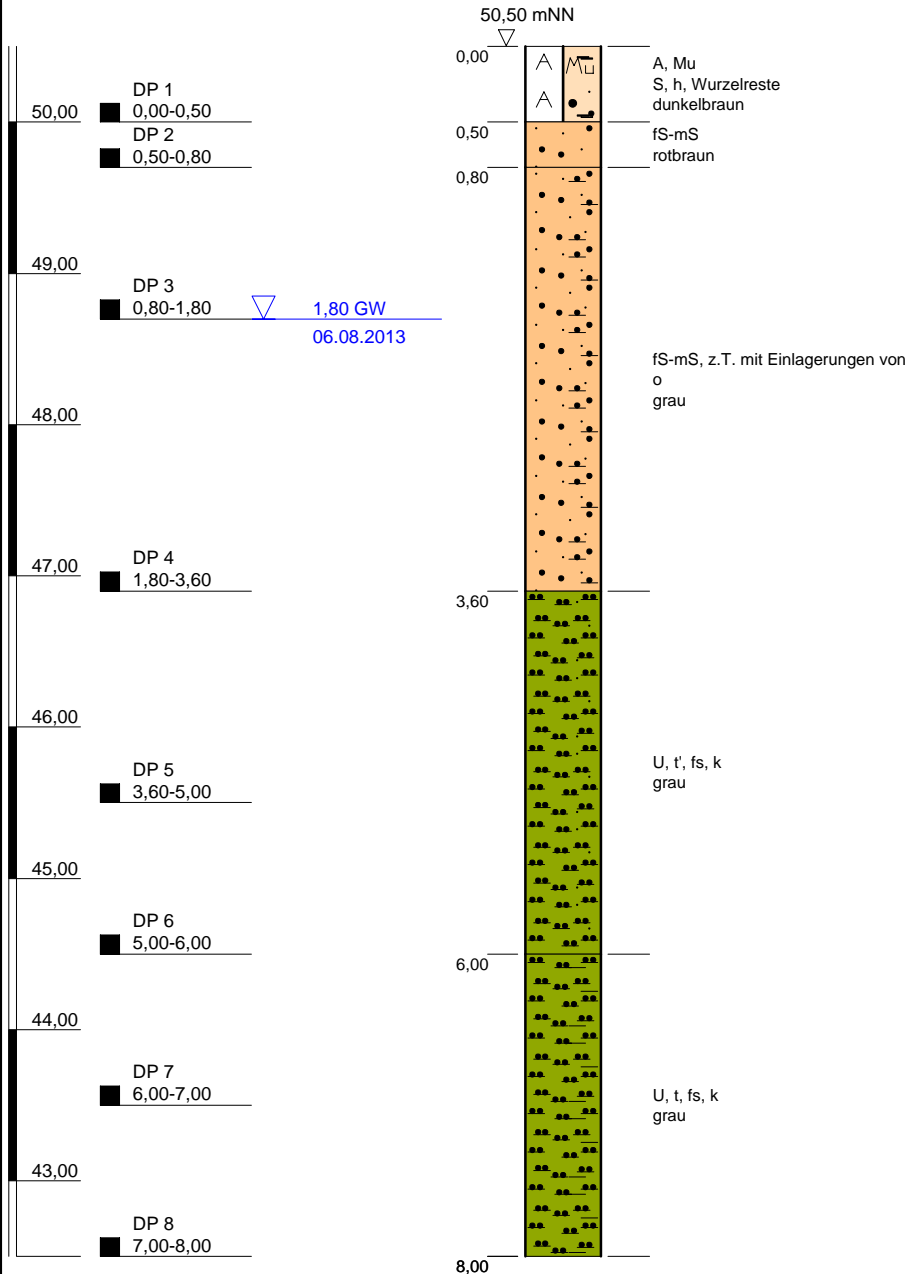 50,50 mNN
0,00
A
Mu
A
A, Mu
S, h, Wurzelreste
dunkelbraun
DP 1
0,00-0,50
50,00
0,50
fS-mS
rotbraun
DP 2
0,50-0,80
0,80
49,00
DP 3
0,80-1,80
1,80 GW
06.08.2013
fS-mS, z.T. mit Einlagerungen von
o
grau
48,00
47,00
DP 4
1,80-3,60
3,60
46,00
DP 5
3,60-5,00
U, t', fs, k
grau
45,00
DP 6
5,00-6,00
6,00
44,00
DP 7
6,00-7,00
U, t, fs, k
grau
43,00
DP 8
7,00-8,00
8,00